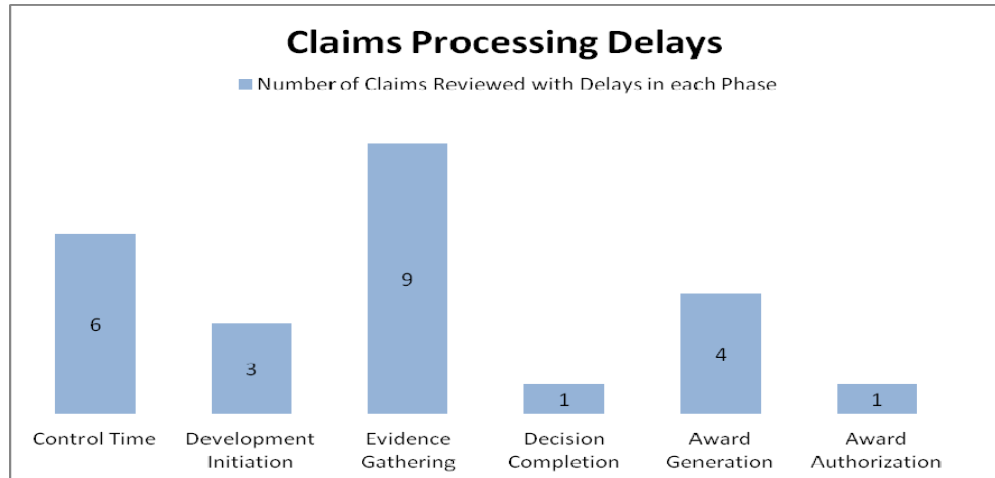 Claims Processing Delays
Number of Claims Reviewed with Delays in each Phase
6
3
9
1
4
1
Control Time
Development
Initiation
Evidence
Gathering
Decision
Completion
Award
Generation
Award
Authorization